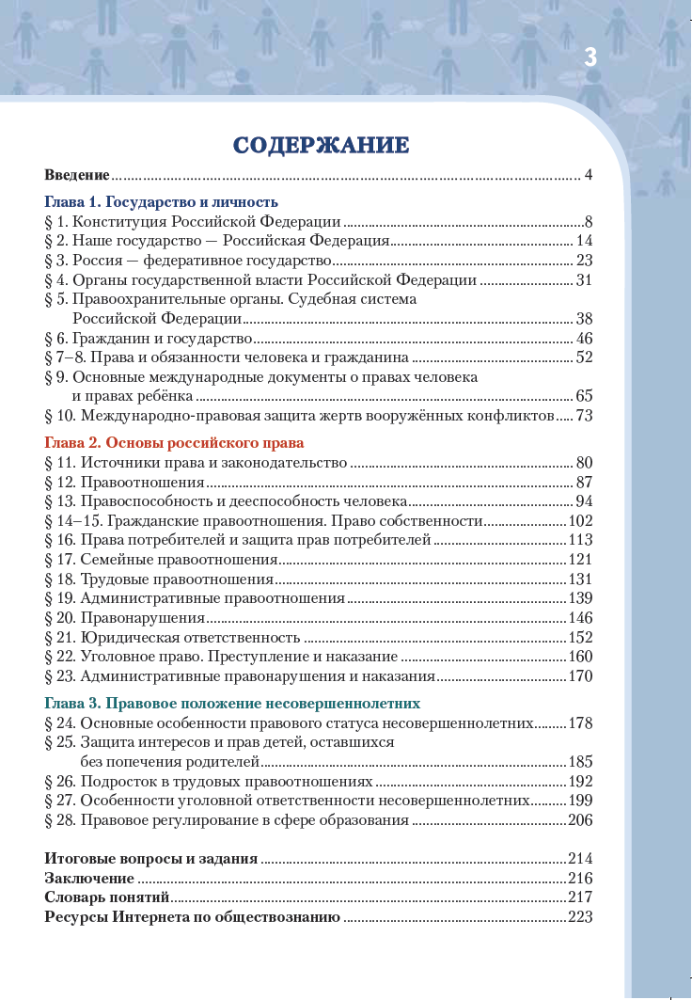 3
СОДЕРЖАНИЕ
Введение.......... 4
Глава 1. Государство и личность
§ 1. Конституция Российской Федерации..........8
§ 2. Наше государство — Российская Федерация.......... 14
§ 3. Россия — федеративное государство.......... 23
§ 4. Органы государственной власти Российской Федерации .......... 31
§ 5. Правоохранительные органы. Судебная система
Российской Федерации.......... 38
§ 6. Гражданин и государство.......... 46
§ 7–8. Права и обязанности человека и гражданина .......... 52
§ 9. Основные международные документы о правах человека
и правах ребёнка .......... 65
§ 10. Международно-правовая защита жертв вооружённых конфликтов..... 73
Глава 2. Основы российского права
§ 11. Источники права и законодательство .......... 80
§ 12. Правоотношения.......... 87
§ 13. Правоспособность и дееспособность человека.......... 94
§ 14–15. Гражданские правоотношения. Право собственности..........102
§ 16. Права потребителей и защита прав потребителей ..........113
§ 17. Семейные правоотношения..........121
§ 18. Трудовые правоотношения..........131
§ 19. Административные правоотношения..........139
§ 20. Правонарушения..........146
§ 21. Юридическая ответственность ..........152
§ 22. Уголовное право. Преступление и наказание ..........160
§ 23. Административные правонарушения и наказания..........170
Глава 3. Правовое положение несовершеннолетних
§ 24. Основные особенности правового статуса несовершеннолетних.........178
§ 25. Защита интересов и прав детей, оставшихся
без попечения родителей..........185
§ 26. Подросток в трудовых правоотношениях ..........192
§ 27. Особенности уголовной ответственности несовершеннолетних..........199
§ 28. Правовое регулирование в сфере образования ..........206
Итоговые вопросы и задания ..........214
Заключение ..........216
Словарь понятий..........217
Ресурсы Интернета по обществознанию ..........223